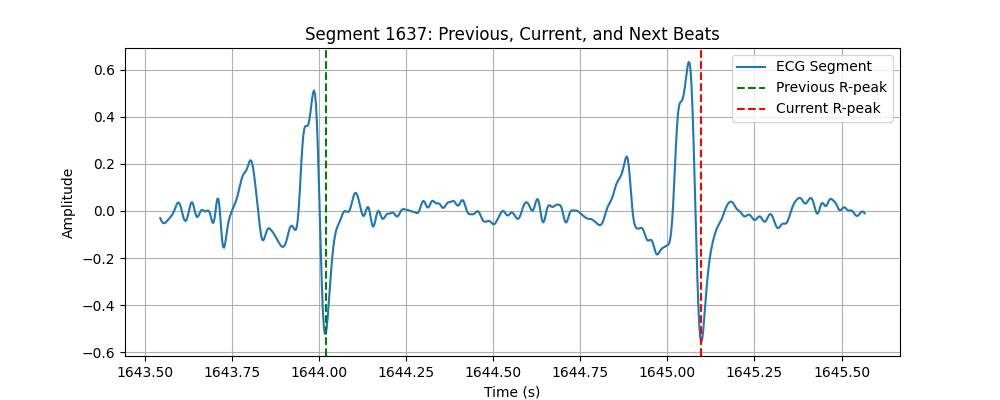 Segment 1637: Previous, Current, and Next Beats
ECG Segment
Previous R-peak
Current R-peak
Amplitude
0.6
0.4
0.2
0.0
−0.2
−0.4
−0.6
1643.50 1643.75 1644.00 1644.25 1644.50 1644.75 1645.00 1645.25 1645.50
Time (s)